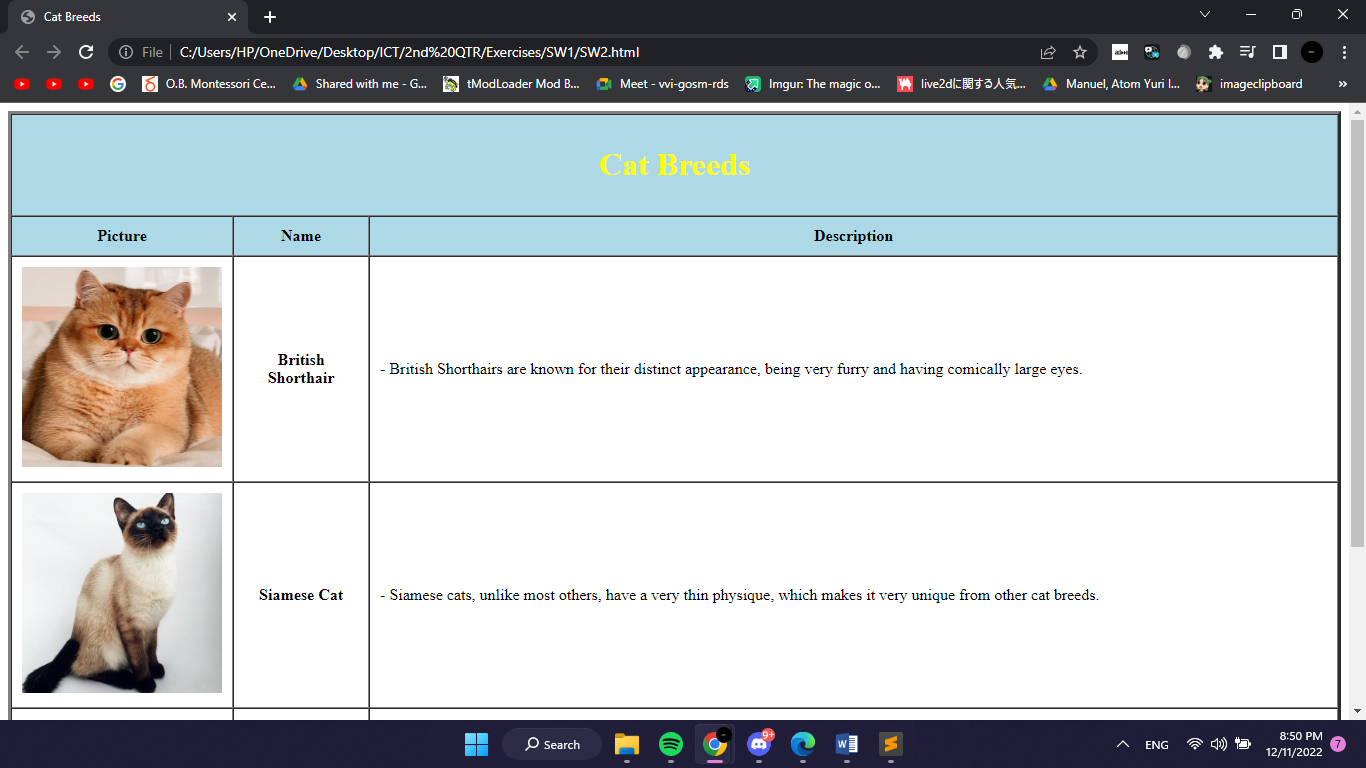 Cat Breeds
File
C:/Users/HP/OneDrive/Desktop/ICT/2nd%20QTR/Exercises/SW1/SW2.html
O.B. Montessori Ce...
Shared with me - G...
tModLoader Mod B...
Meet - vvi-gosm-rds
Imgur: The magic o...
live2dに関する人気...
Manuel, Atom Yuri I...
imageclipboard
»
Cat Breeds
Picture
Name
Description
British
Shorthair
- British Shorthairs are known for their distinct appearance, being very furry and having comically large eyes.
Siamese Cat
- Siamese cats, unlike most others, have a very thin physique, which makes it very unique from other cat breeds.
Search
9+
ENG
8:50 PM
12/11/2022
7